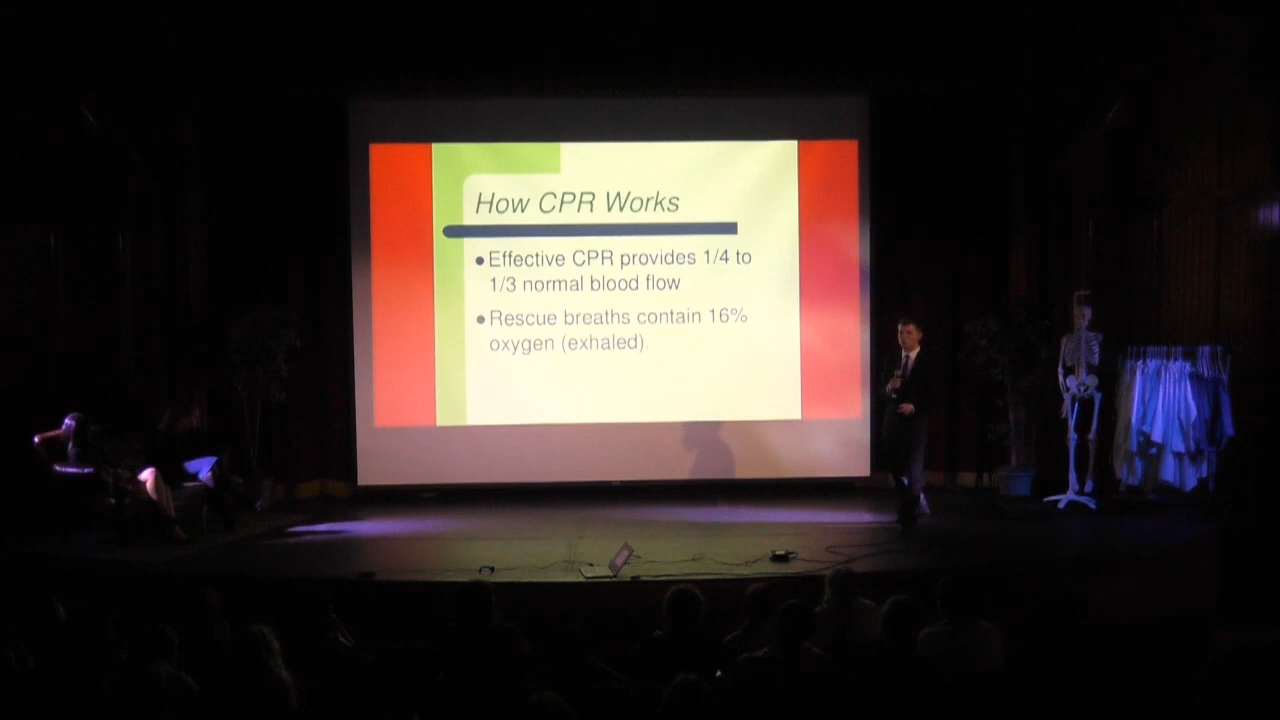 How CPR Works
●Effective CPR provides 1/4 to
1/3 normal blood flow
●Rescue breaths contain 16%
oxygen (exhaled)